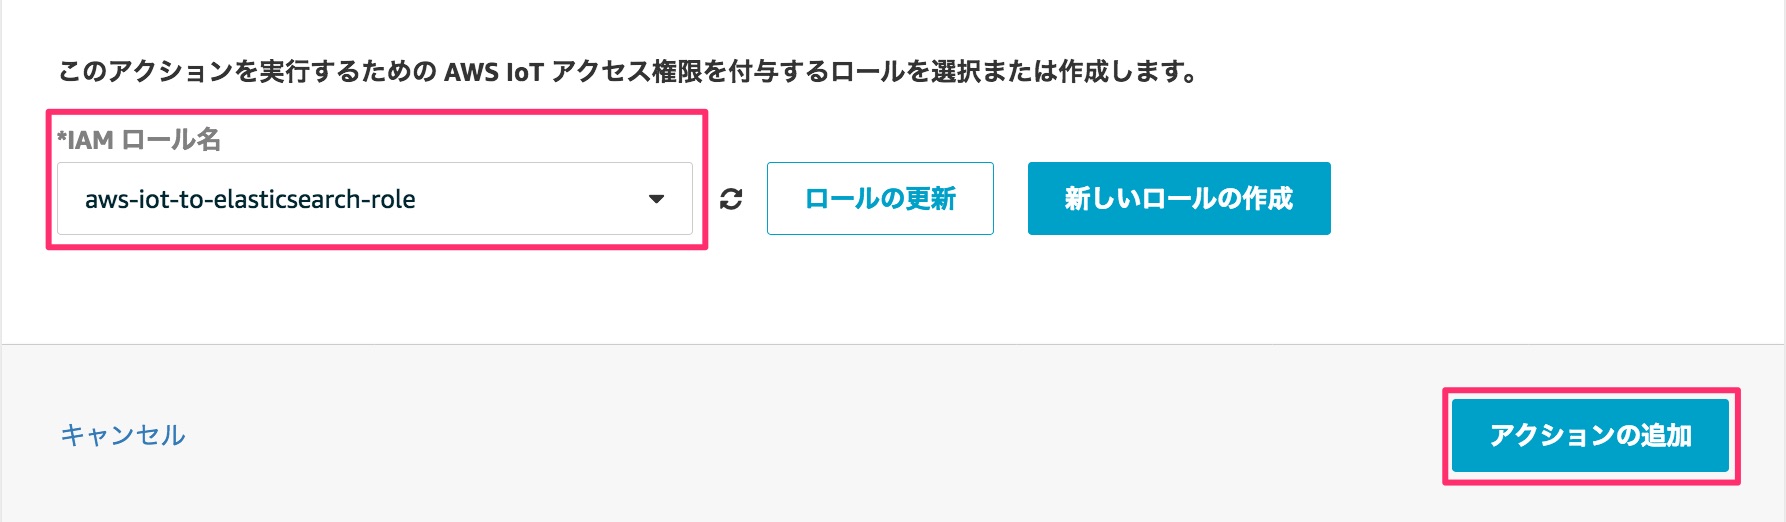 このアクションを実行するための AWS IoT アクセス権限を付与するロールを選択または作成します。
*IAM ロール名
aws-iot-to-elasticsearch-role
ロールの更新
新しいロールの作成
キャンセル
アクションの追加